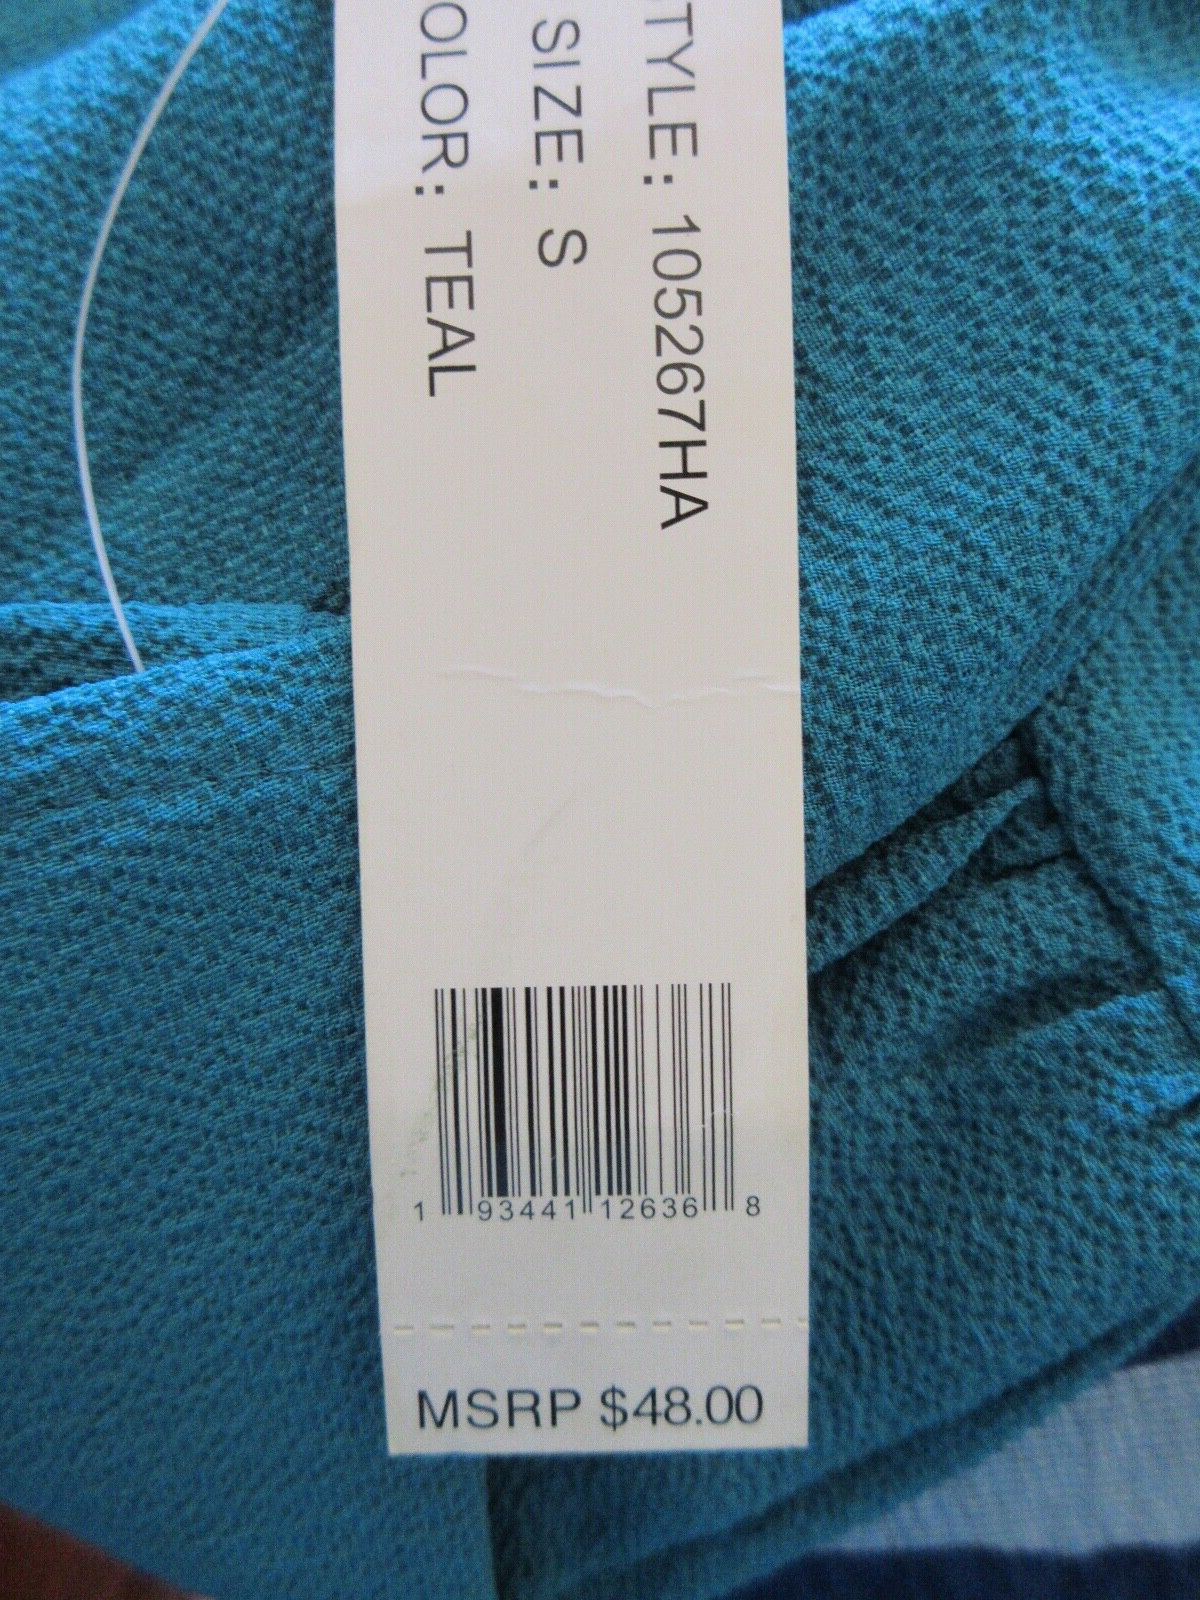 TYLE: 105267HA
SIZE: S
OLOR: TEAL
1 93441 12636 8
MSRP $48.00